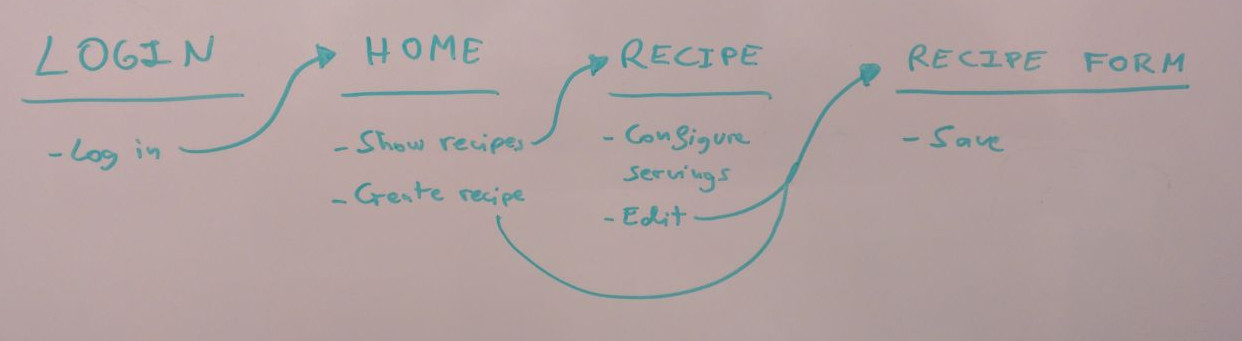 LOGIN
- Log in
HOME
- Show recipes
- Create recipe
RECIPE
- Configure
servings
- Edit
RECIPE FORM
- Save